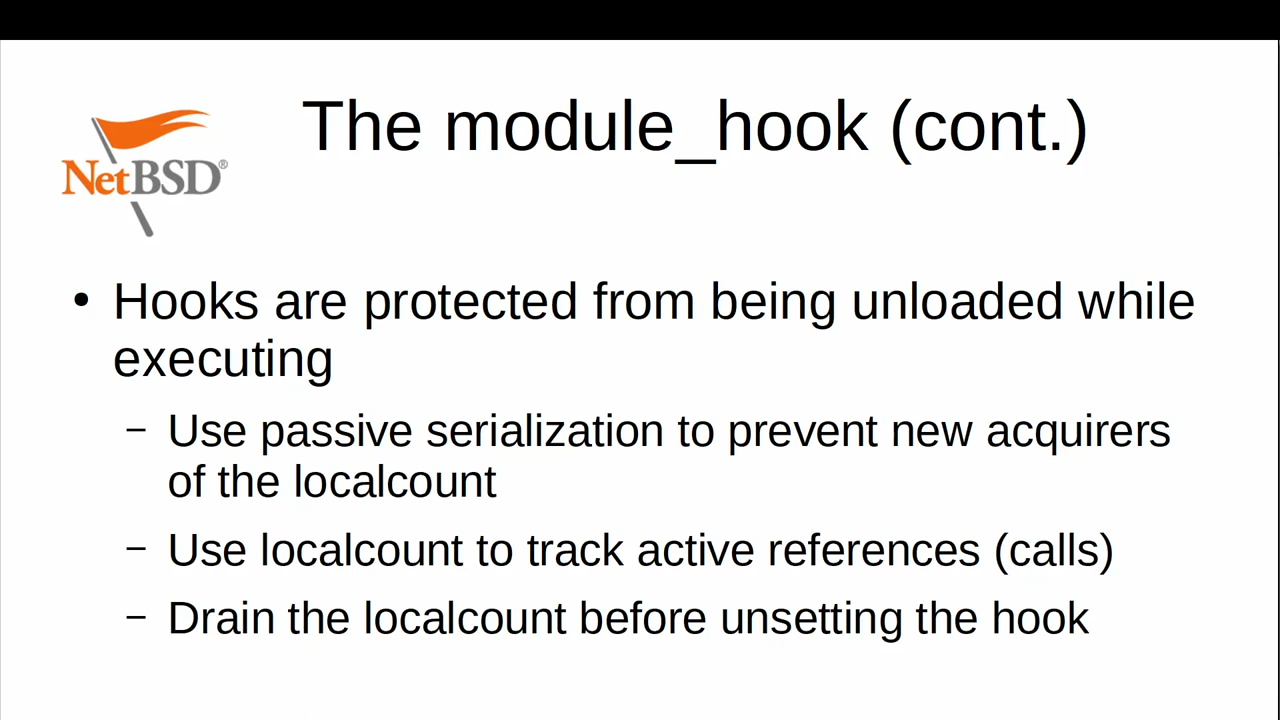 The module_hook (cont.)
NetBSD®
• Hooks are protected from being unloaded while
executing
– Use passive serialization to prevent new acquirers
of the localcount
– Use localcount to track active references (calls)
– Drain the localcount before unsetting the hook